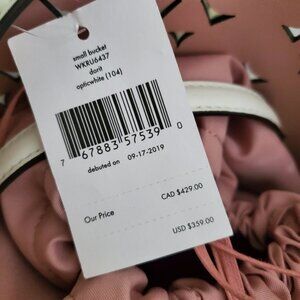 small bucket
WKRU6437
dorit
opticwhite (104)
7 67883 57539 0
debuted on 09-17-2019
Our Price
CAD $429.00
USD $359.00